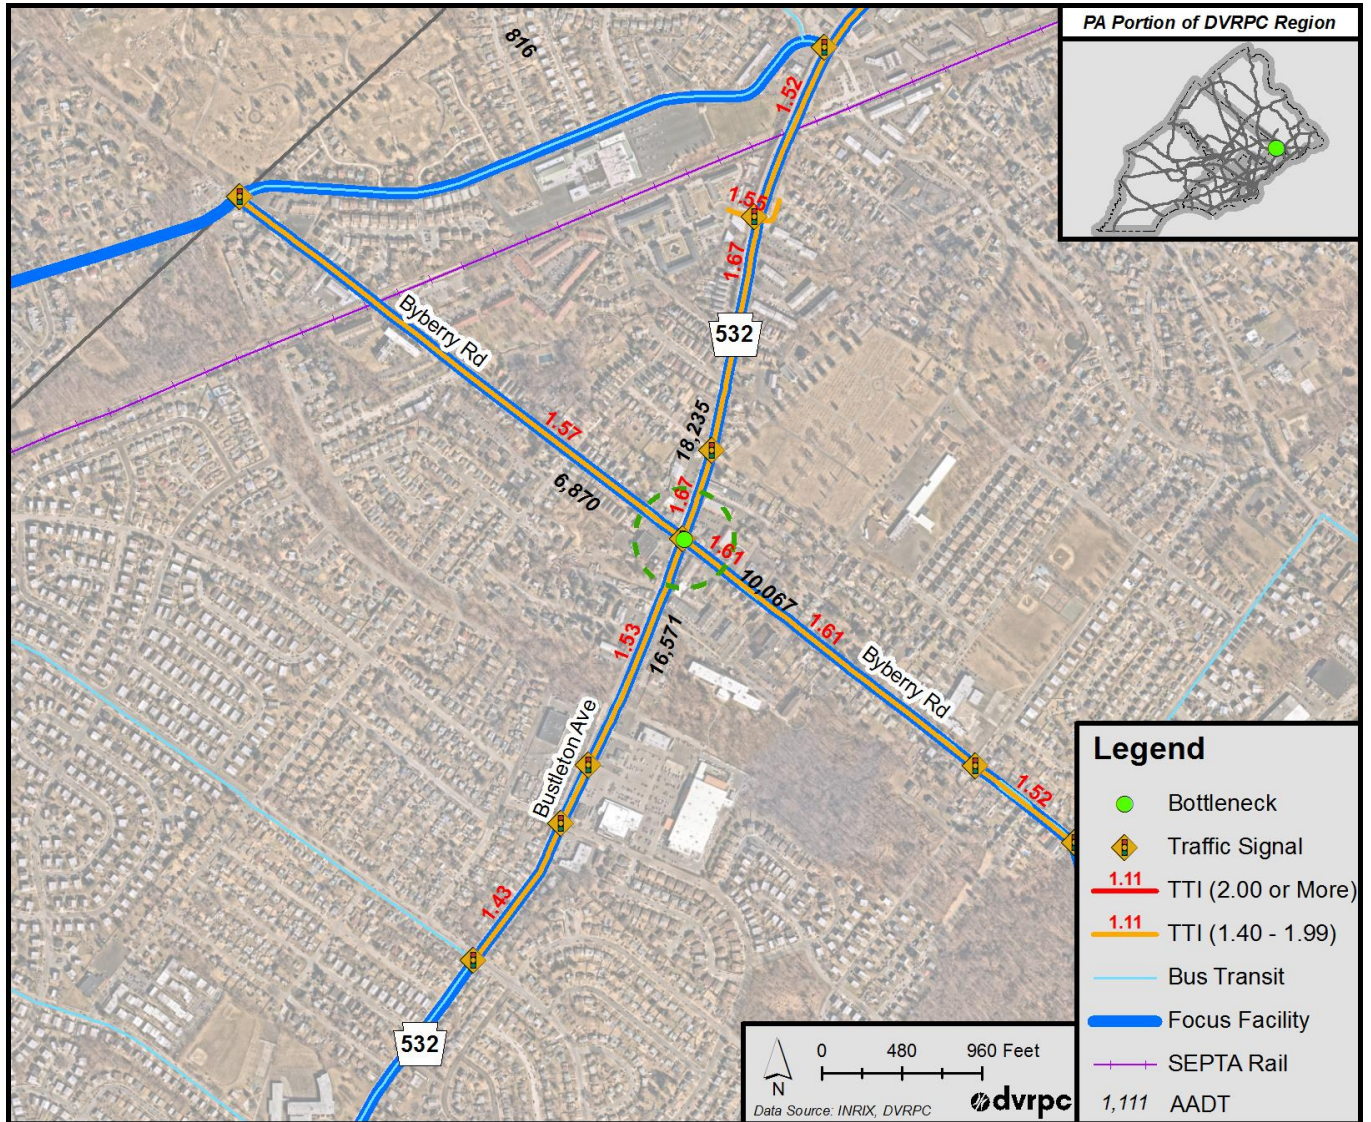 PA Portion of DVRPC Region
816
1.52
1.55
1.67
532
Byberry Rd
1.57
18,235
6,870
1.67
1.61
10,067
1.61
1.53
16,571
Byberry Rd
Bustleton Ave
1.52
1.43
532
Legend
Bottleneck
Traffic Signal
1.11 TTI (2.00 or More)
1.11 TTI (1.40 - 1.99)
Bus Transit
Focus Facility
SEPTA Rail
1,111 AADT
0 480 960 Feet
N
Data Source: INRIX, DVRPC
dvrpc